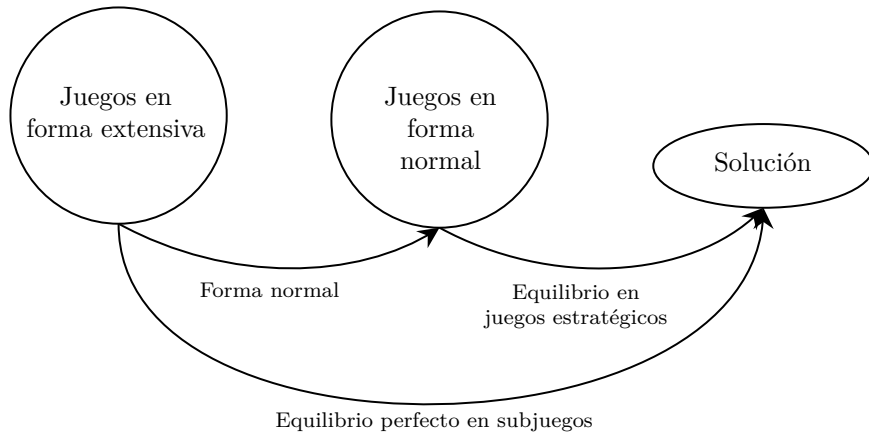 Juegos en
forma extensiva
Juegos en
forma
normal
Solución
Forma normal
Equilibrio en
juegos estratégicos
Equilibrio perfecto en subjuegos